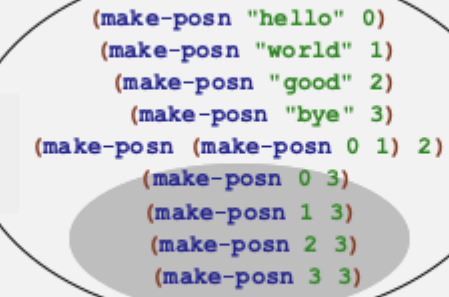 (make-posn "hello" 0)
(make-posn "world" 1)
(make-posn "good" 2)
(make-posn "bye" 3)
(make-posn (make-posn 0 1) 2)
(make-posn 0 3)
(make-posn 1 3)
(make-posn 2 3)
(make-posn 3 3)